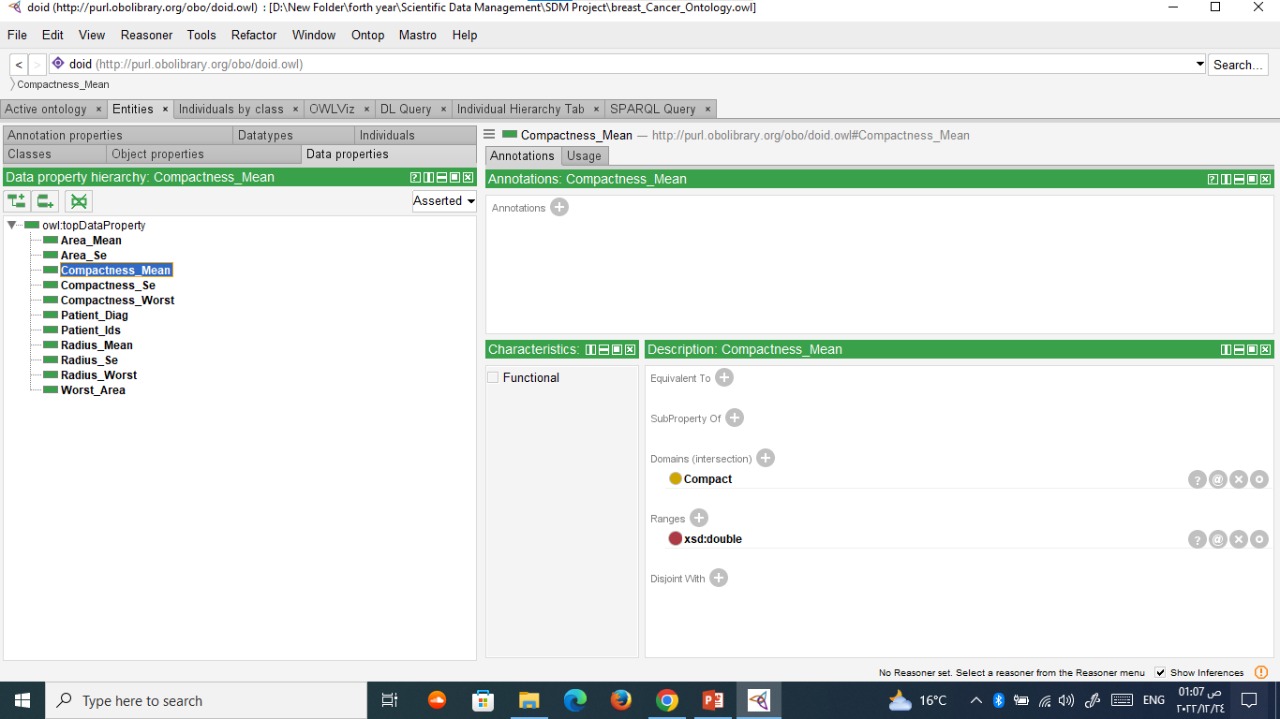 doid (http://purl.obolibrary.org/obo/doid.owl) : [D:\New Folder\forth year\Scientific Data Management\SDM Project\breast_Cancer_Ontology.owl]
File Edit View Reasoner Tools Refactor Window Ontop Mastro Help
< > doid (http://purl.obolibrary.org/obo/doid.owl) Search...
Compactness_Mean
Active ontology × Entities × Individuals by class × OWLViz × DL Query × Individual Hierarchy Tab × SPARQL Query ×
Annotation properties Datatypes Individuals
Classes Object properties Data properties
Data property hierarchy: Compactness_Mean
Asserted
owl:topDataProperty
Area_Mean
Area_Se
Compactness_Mean
Compactness_Se
Compactness_Worst
Patient_Diag
Patient_Ids
Radius_Mean
Radius_Se
Radius_Worst
Worst_Area
Compactness_Mean — http://purl.obolibrary.org/obo/doid.owl#Compactness_Mean
Annotations Usage
Annotations: Compactness_Mean
Annotations
Characteristics:
Functional
Description: Compactness_Mean
Equivalent To
SubProperty Of
Domains (intersection)
Compact
Ranges
xsd:double
Disjoint With
No Reasoner set. Select a reasoner from the Reasoner menu Show Inferences
Type here to search
16°C
ENG
01:07 ص
٢٠٢٢/١٢/٢٤